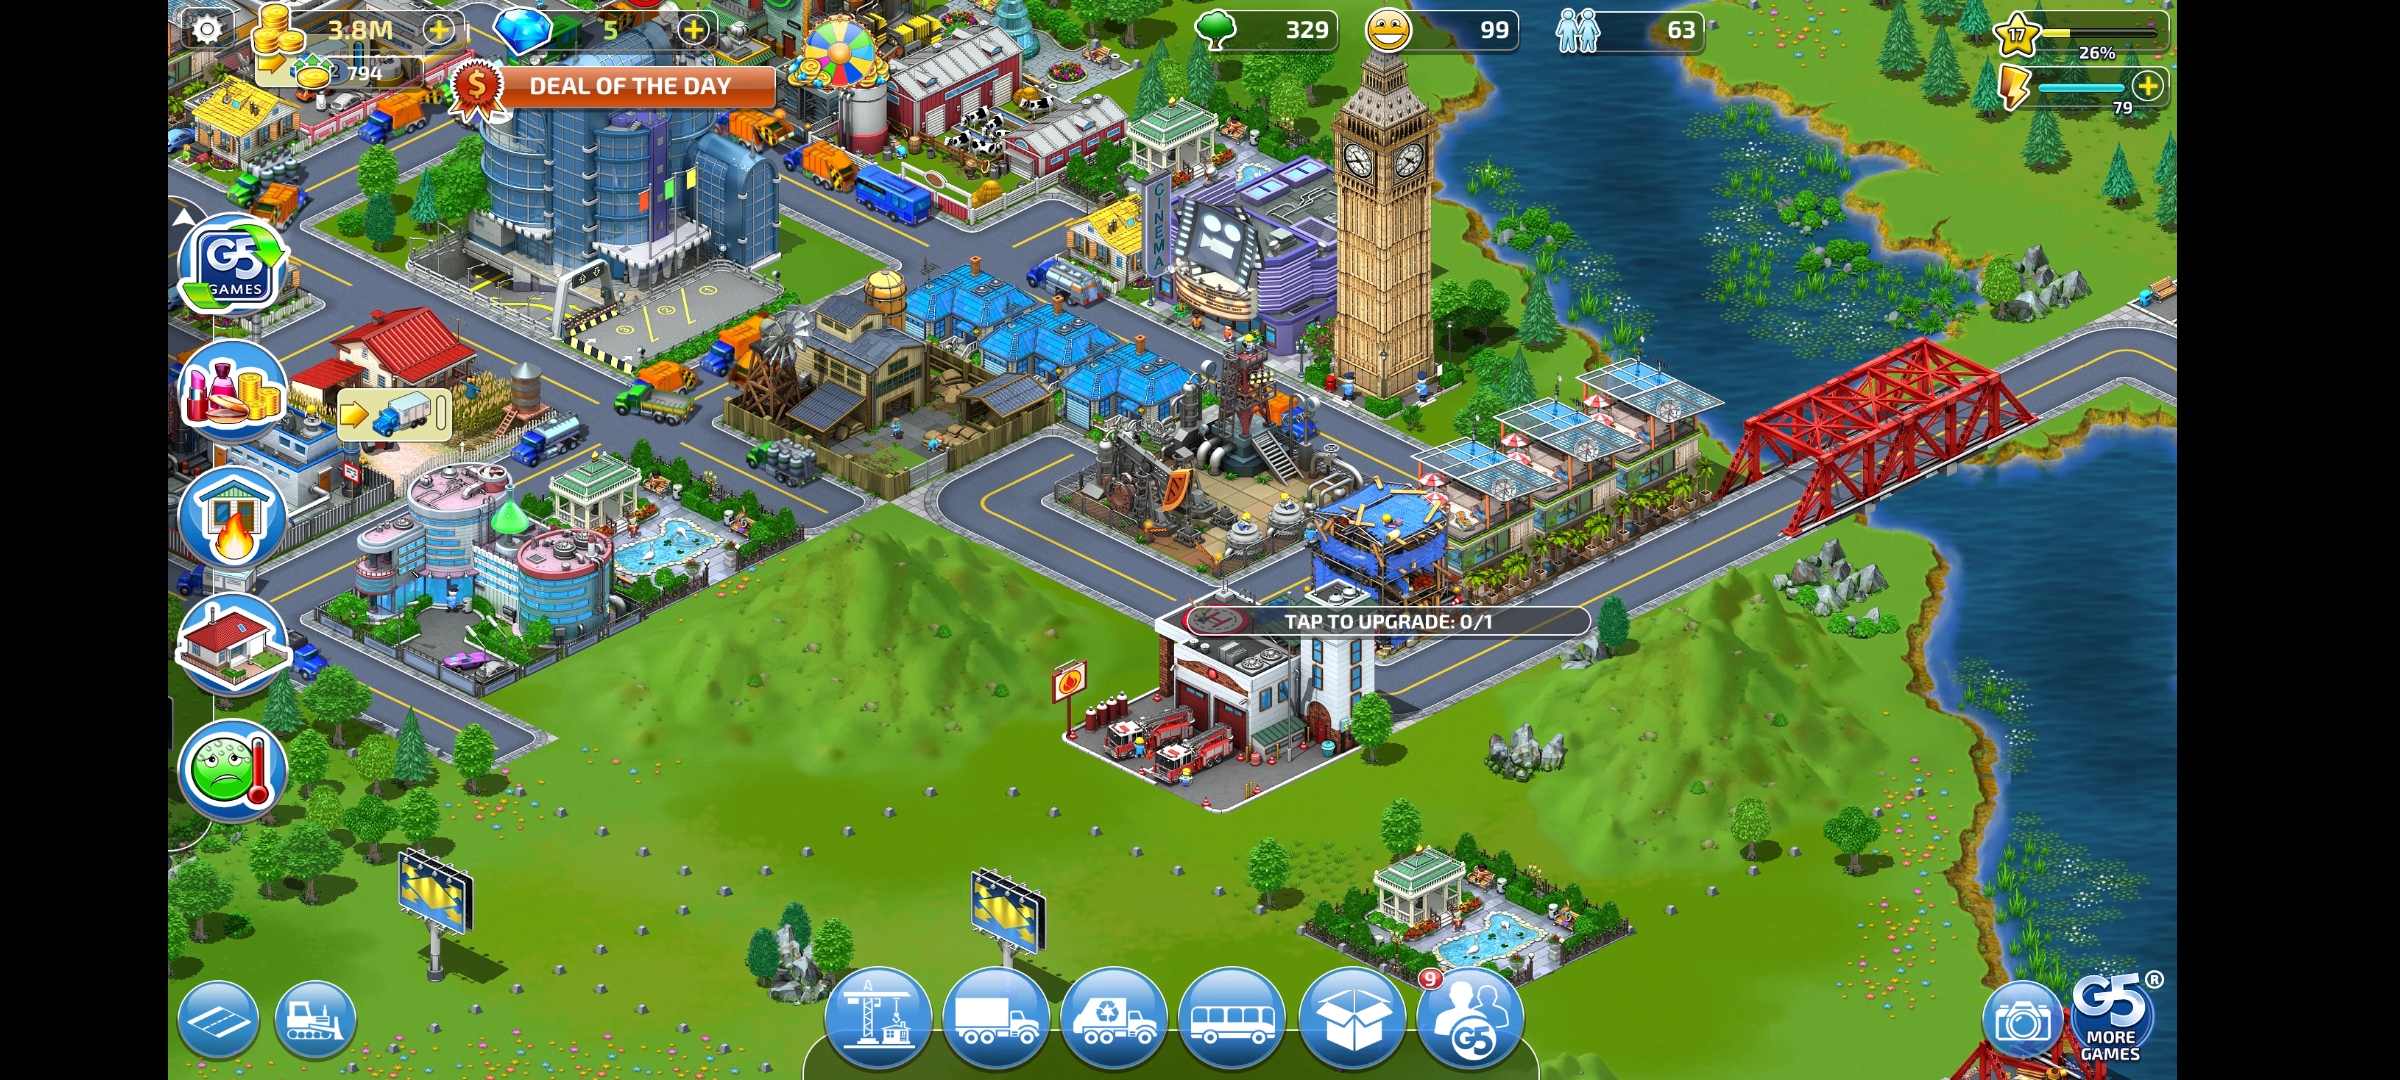 3.8M
5
329
99
63
17
26%
794
79
DEAL OF THE DAY
CINEMA
G5
GAMES
TAP TO UPGRADE: 0/1
9
G5
G5®
MORE
GAMES